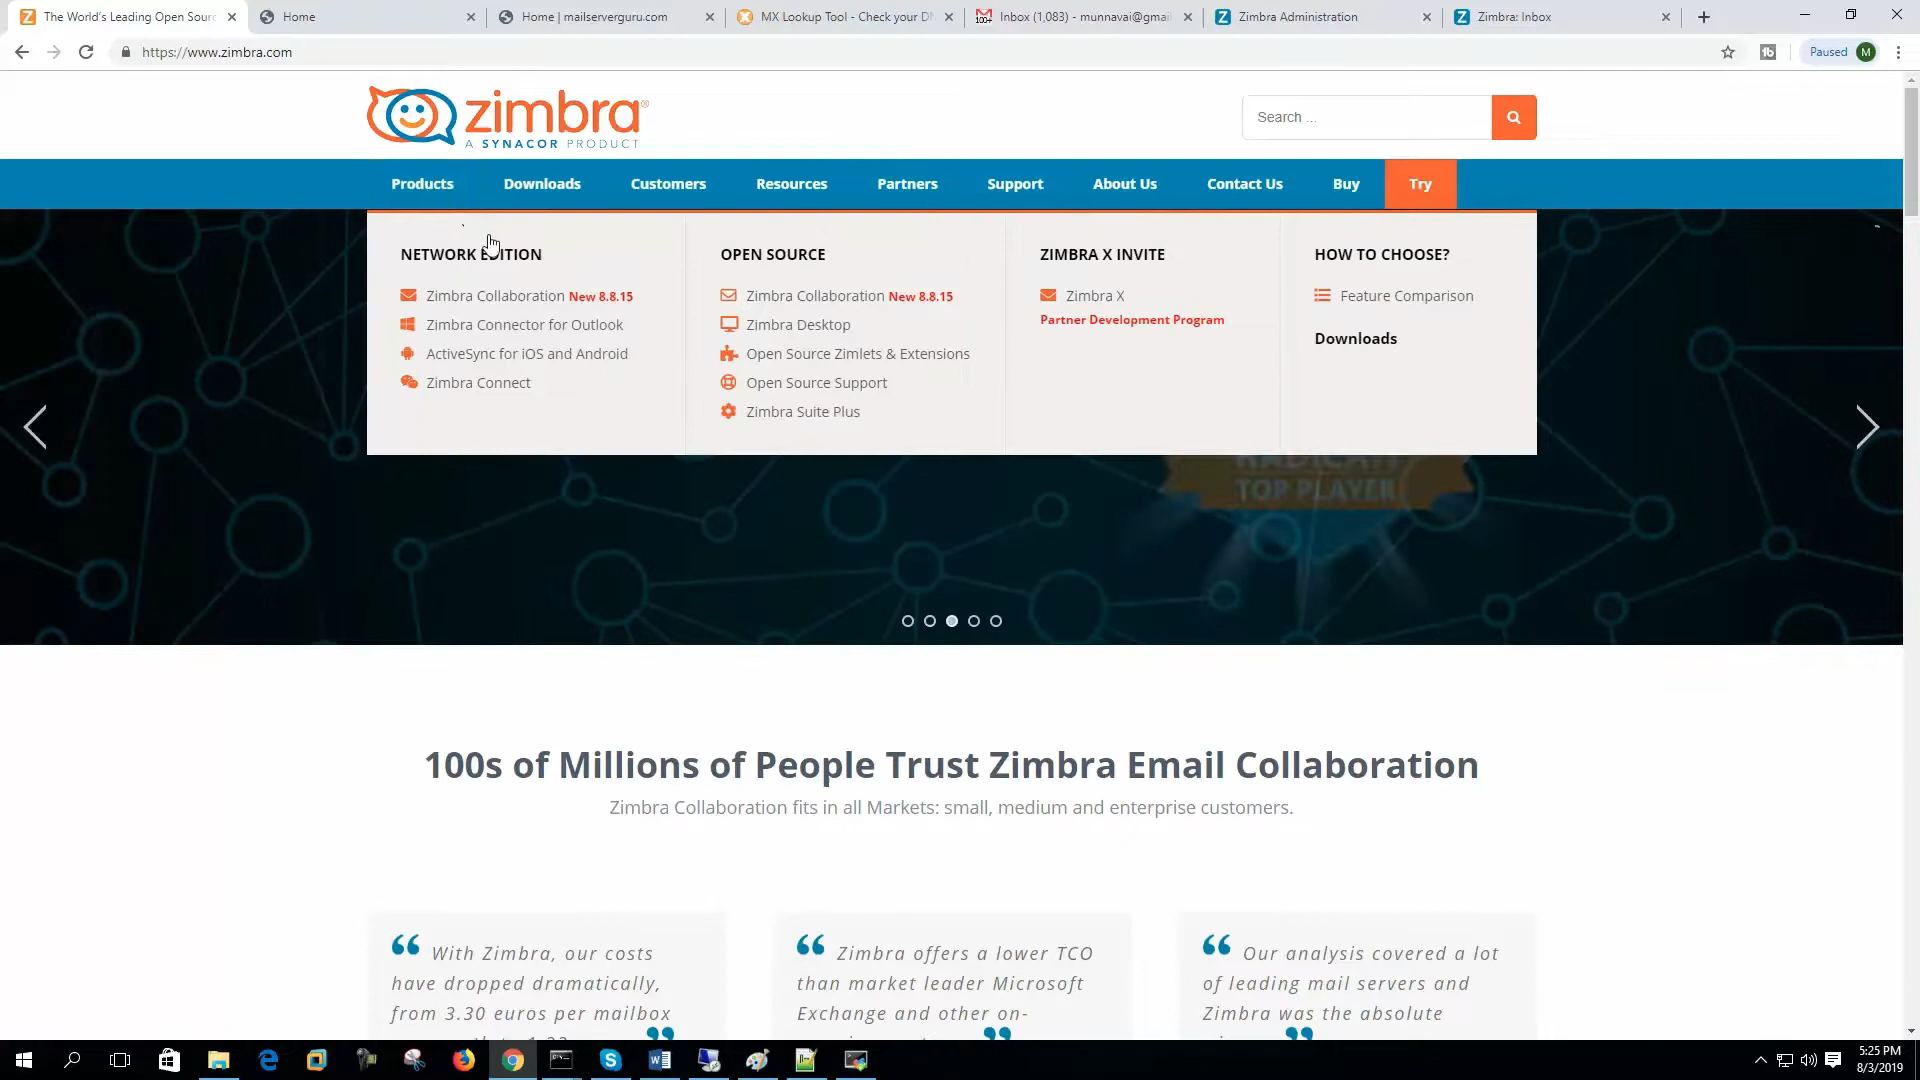 The World's Leading Open Sourc
Home
Home | mailserverguru.com
MX Lookup Tool - Check your D
100+
Inbox (1,083) - munnavai@gmai
Zimbra Administration
Zimbra: Inbox
https://www.zimbra.com
Paused
M
zimbra®
A SYNACOR PRODUCT
Search ...
Products
Downloads
Customers
Resources
Partners
Support
About Us
Contact Us
Buy
Try
NETWORK EDITION
Zimbra Collaboration New 8.8.15
Zimbra Connector for Outlook
ActiveSync for iOS and Android
Zimbra Connect
OPEN SOURCE
Zimbra Collaboration New 8.8.15
Zimbra Desktop
Open Source Zimlets & Extensions
Open Source Support
Zimbra Suite Plus
ZIMBRA X INVITE
Zimbra X
Partner Development Program
HOW TO CHOOSE?
Feature Comparison
Downloads
RADICATI
TOP PLAYER
100s of Millions of People Trust Zimbra Email Collaboration
Zimbra Collaboration fits in all Markets: small, medium and enterprise customers.
“ With Zimbra, our costs
have dropped dramatically,
from 3.30 euros per mailbox
“ Zimbra offers a lower TCO
than market leader Microsoft
Exchange and other on-
“ Our analysis covered a lot
of leading mail servers and
Zimbra was the absolute
5:25 PM
8/3/2019